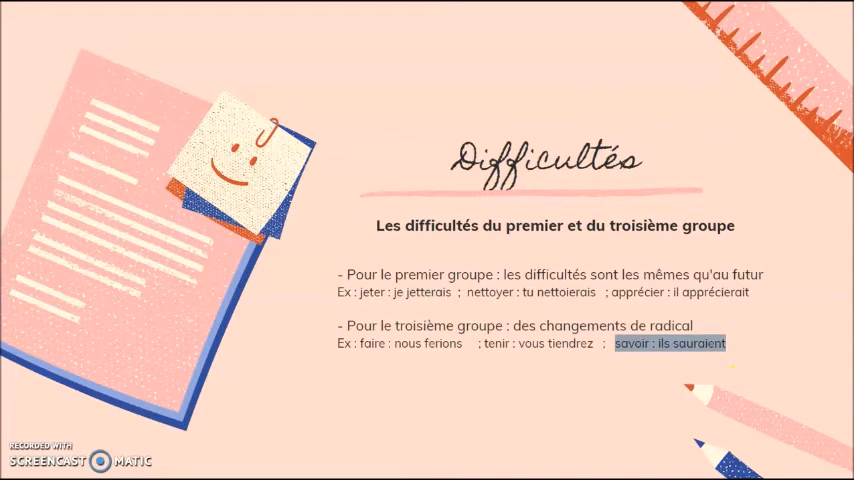 Difficultés
Les difficultés du premier et du troisième groupe
- Pour le premier groupe : les difficultés sont les mêmes qu'au futur
Ex : jeter : je jetterais ; nettoyer : tu nettoierais ; apprécier : il apprécierait
- Pour le troisième groupe : des changements de radical
Ex : faire : nous ferions ; tenir : vous tiendrez ; savoir : ils sauraient
RECORDED WITH
SCREENCAST MATIC